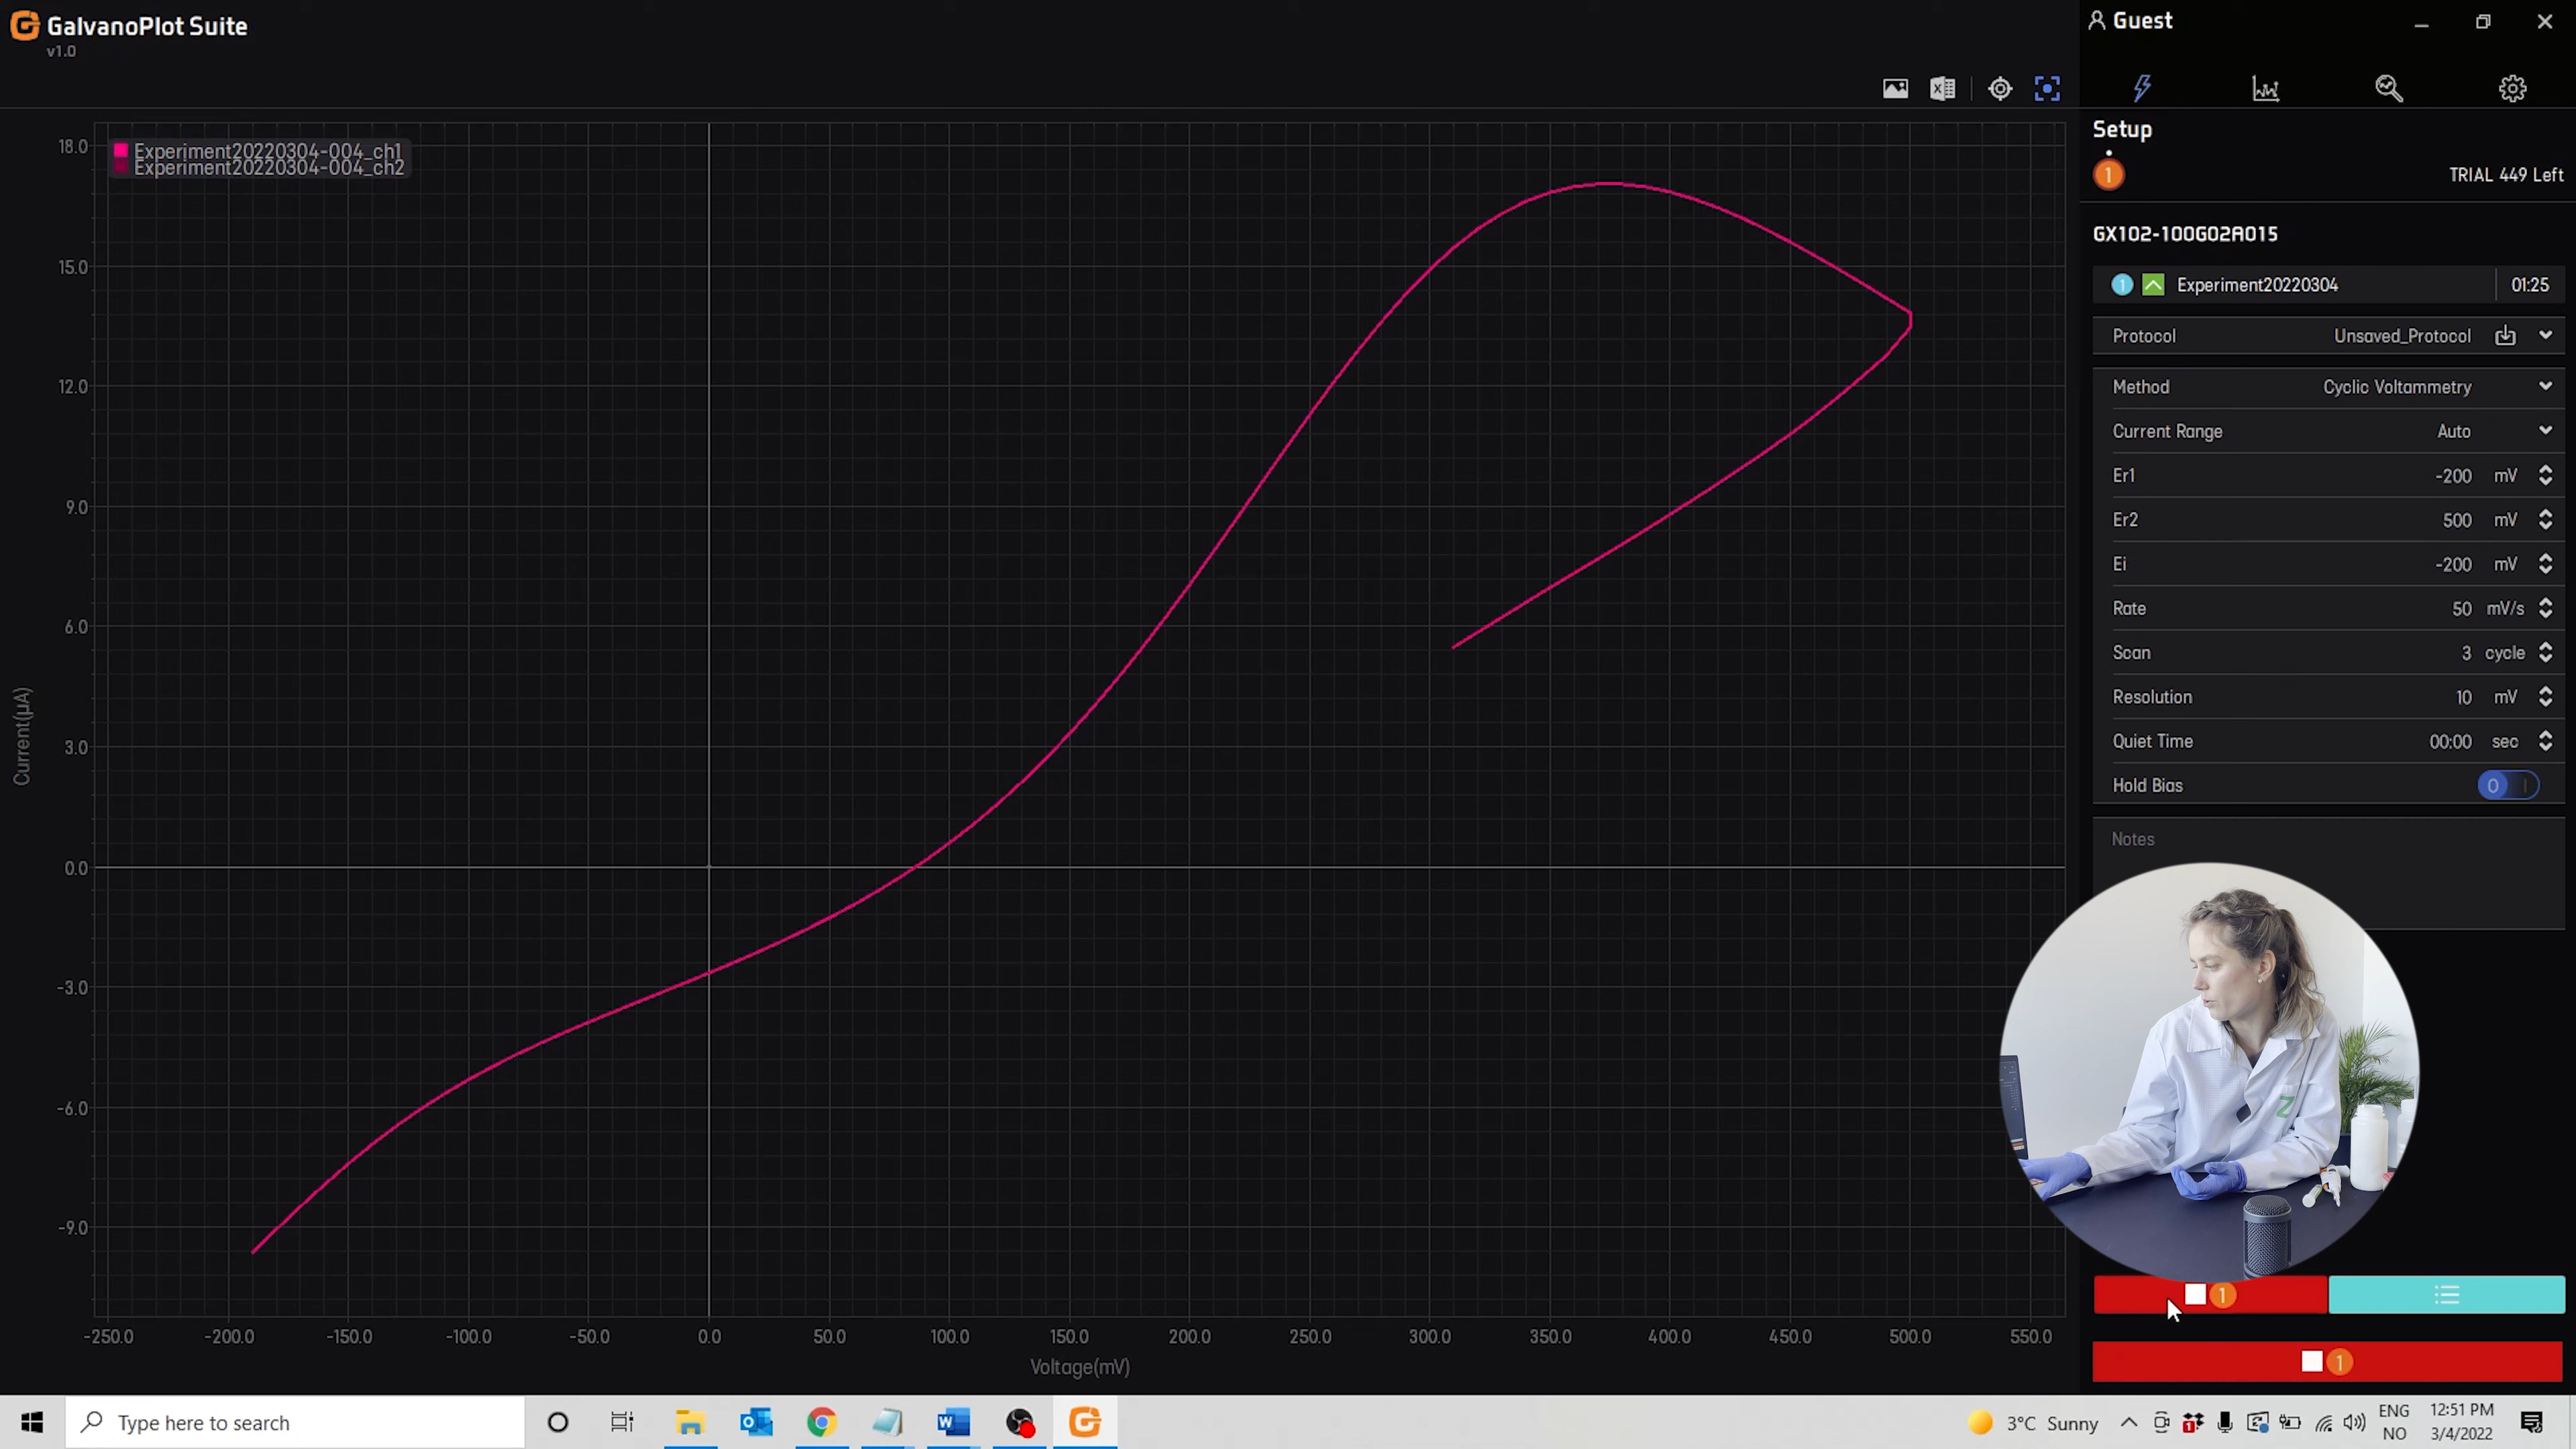 GalvanoPlot Suite
v1.0
Guest
Setup
1
TRIAL 449 Left
GX102-100G02A015
1 Experiment20220304 01:25
Protocol Unsaved_Protocol
Method Cyclic Voltammetry
Current Range Auto
Er1 -200 mV
Er2 500 mV
Ei -200 mV
Rate 50 mV/s
Scan 3 cycle
Resolution 10 mV
Quiet Time 00:00 sec
Hold Bias 0
Notes
Experiment20220304-004_ch1
Experiment20220304-004_ch2
18.0
15.0
12.0
9.0
6.0
3.0
0.0
-3.0
-6.0
-9.0
Current(µA)
-250.0 -200.0 -150.0 -100.0 -50.0 0.0 50.0 100.0 150.0 200.0 250.0 300.0 350.0 400.0 450.0 500.0 550.0
Voltage(mV)
Z
1
1
Type here to search
3°C Sunny
ENG
NO
12:51 PM
3/4/2022